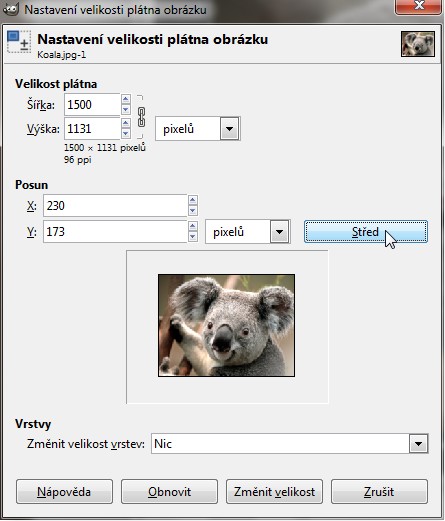 Nastavení velikosti plátna obrázku
Nastavení velikosti plátna obrázku
Koala.jpg-1
Velikost plátna
Šířka: 1500
Výška: 1131 pixelů
1500 × 1131 pixelů
96 ppi
Posun
X: 230
Y: 173 pixelů Střed
Vrstvy
Změnit velikost vrstev: Nic
Nápověda Obnovit Změnit velikost Zrušit